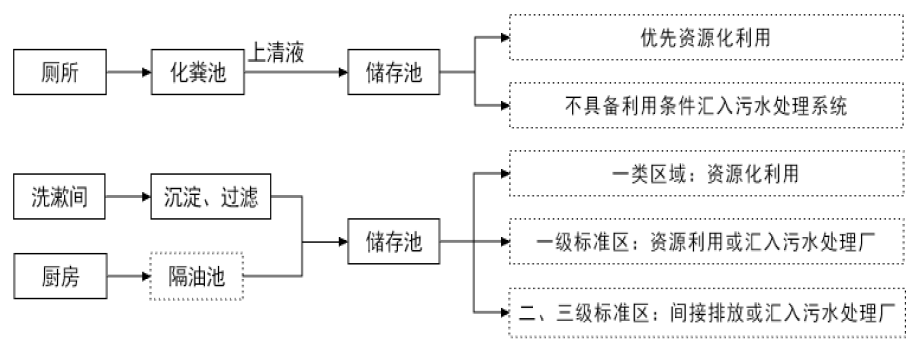 厕所
化粪池
上清液
储存池
优先资源化利用
不具备利用条件汇入污水处理系统
洗漱间
沉淀、过滤
厨房
隔油池
储存池
一类区域：资源化利用
一级标准区：资源利用或汇入污水处理厂
二、三级标准区：间接排放或汇入污水处理厂